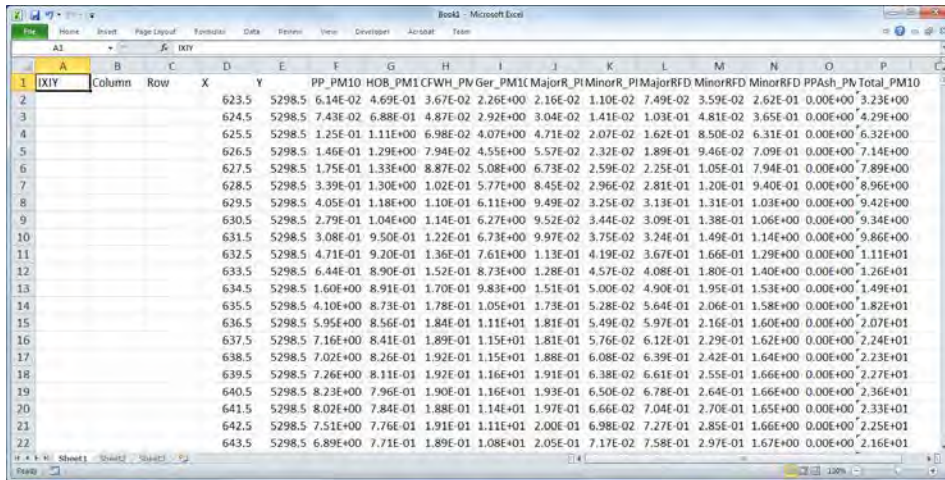 Book1 - Microsoft Excel
File Home Insert Page Layout Formulas Data Review View Developer Acrobat Team
A1 fx IXIY
A B C D E F G H I J K L M N O P
1 IXIY Column Row X Y PP_PM10 HOB_PM1 CFWH_PM Ger_PM10 MajorR_PI MinorR_PI MajorRFD MinorRFD MinorRFD PPAsh_PM Total_PM10
2 623.5 5298.5 6.14E-02 4.69E-01 3.67E-02 2.26E+00 2.16E-02 1.10E-02 7.49E-02 3.59E-02 2.62E-01 0.00E+00 3.23E+00
3 624.5 5298.5 7.43E-02 6.88E-01 4.87E-02 2.92E+00 3.04E-02 1.41E-02 1.03E-01 4.81E-02 3.65E-01 0.00E+00 4.29E+00
4 625.5 5298.5 1.25E-01 1.11E+00 6.98E-02 4.07E+00 4.71E-02 2.07E-02 1.62E-01 8.50E-02 6.31E-01 0.00E+00 6.32E+00
5 626.5 5298.5 1.46E-01 1.29E+00 7.94E-02 4.55E+00 5.57E-02 2.32E-02 1.89E-01 9.46E-02 7.09E-01 0.00E+00 7.14E+00
6 627.5 5298.5 1.75E-01 1.33E+00 8.87E-02 5.08E+00 6.73E-02 2.59E-02 2.25E-01 1.05E-01 7.94E-01 0.00E+00 7.89E+00
7 628.5 5298.5 3.39E-01 1.30E+00 1.02E-01 5.77E+00 8.45E-02 2.96E-02 2.81E-01 1.20E-01 9.40E-01 0.00E+00 8.96E+00
8 629.5 5298.5 4.05E-01 1.18E+00 1.10E-01 6.11E+00 9.49E-02 3.25E-02 3.13E-01 1.31E-01 1.03E+00 0.00E+00 9.42E+00
9 630.5 5298.5 2.79E-01 1.04E+00 1.14E-01 6.27E+00 9.52E-02 3.44E-02 3.09E-01 1.38E-01 1.06E+00 0.00E+00 9.34E+00
10 631.5 5298.5 3.08E-01 9.50E-01 1.22E-01 6.73E+00 9.97E-02 3.75E-02 3.24E-01 1.49E-01 1.14E+00 0.00E+00 9.86E+00
11 632.5 5298.5 4.71E-01 9.20E-01 1.36E-01 7.61E+00 1.13E-01 4.19E-02 3.67E-01 1.66E-01 1.29E+00 0.00E+00 1.11E+01
12 633.5 5298.5 6.44E-01 8.90E-01 1.52E-01 8.73E+00 1.28E-01 4.57E-02 4.08E-01 1.80E-01 1.40E+00 0.00E+00 1.26E+01
13 634.5 5298.5 1.60E+00 8.91E-01 1.70E-01 9.83E+00 1.51E-01 5.00E-02 4.90E-01 1.95E-01 1.53E+00 0.00E+00 1.49E+01
14 635.5 5298.5 4.10E+00 8.73E-01 1.78E-01 1.05E+01 1.73E-01 5.28E-02 5.64E-01 2.06E-01 1.58E+00 0.00E+00 1.82E+01
15 636.5 5298.5 5.95E+00 8.56E-01 1.84E-01 1.11E+01 1.81E-01 5.49E-02 5.97E-01 2.16E-01 1.60E+00 0.00E+00 2.07E+01
16 637.5 5298.5 7.16E+00 8.41E-01 1.89E-01 1.15E+01 1.81E-01 5.76E-02 6.12E-01 2.29E-01 1.62E+00 0.00E+00 2.24E+01
17 638.5 5298.5 7.02E+00 8.26E-01 1.92E-01 1.15E+01 1.88E-01 6.08E-02 6.39E-01 2.42E-01 1.64E+00 0.00E+00 2.23E+01
18 639.5 5298.5 7.26E+00 8.11E-01 1.92E-01 1.16E+01 1.91E-01 6.38E-02 6.61E-01 2.55E-01 1.66E+00 0.00E+00 2.27E+01
19 640.5 5298.5 8.23E+00 7.96E-01 1.90E-01 1.16E+01 1.93E-01 6.50E-02 6.78E-01 2.64E-01 1.66E+00 0.00E+00 2.36E+01
20 641.5 5298.5 8.02E+00 7.84E-01 1.88E-01 1.14E+01 1.97E-01 6.66E-02 7.04E-01 2.70E-01 1.65E+00 0.00E+00 2.33E+01
21 642.5 5298.5 7.51E+00 7.76E-01 1.91E-01 1.11E+01 2.00E-01 6.98E-02 7.27E-01 2.85E-01 1.66E+00 0.00E+00 2.25E+01
22 643.5 5298.5 6.89E+00 7.71E-01 1.89E-01 1.08E+01 2.05E-01 7.17E-02 7.58E-01 2.97E-01 1.67E+00 0.00E+00 2.16E+01
Sheet1 Sheet2 Sheet3
Ready 120%